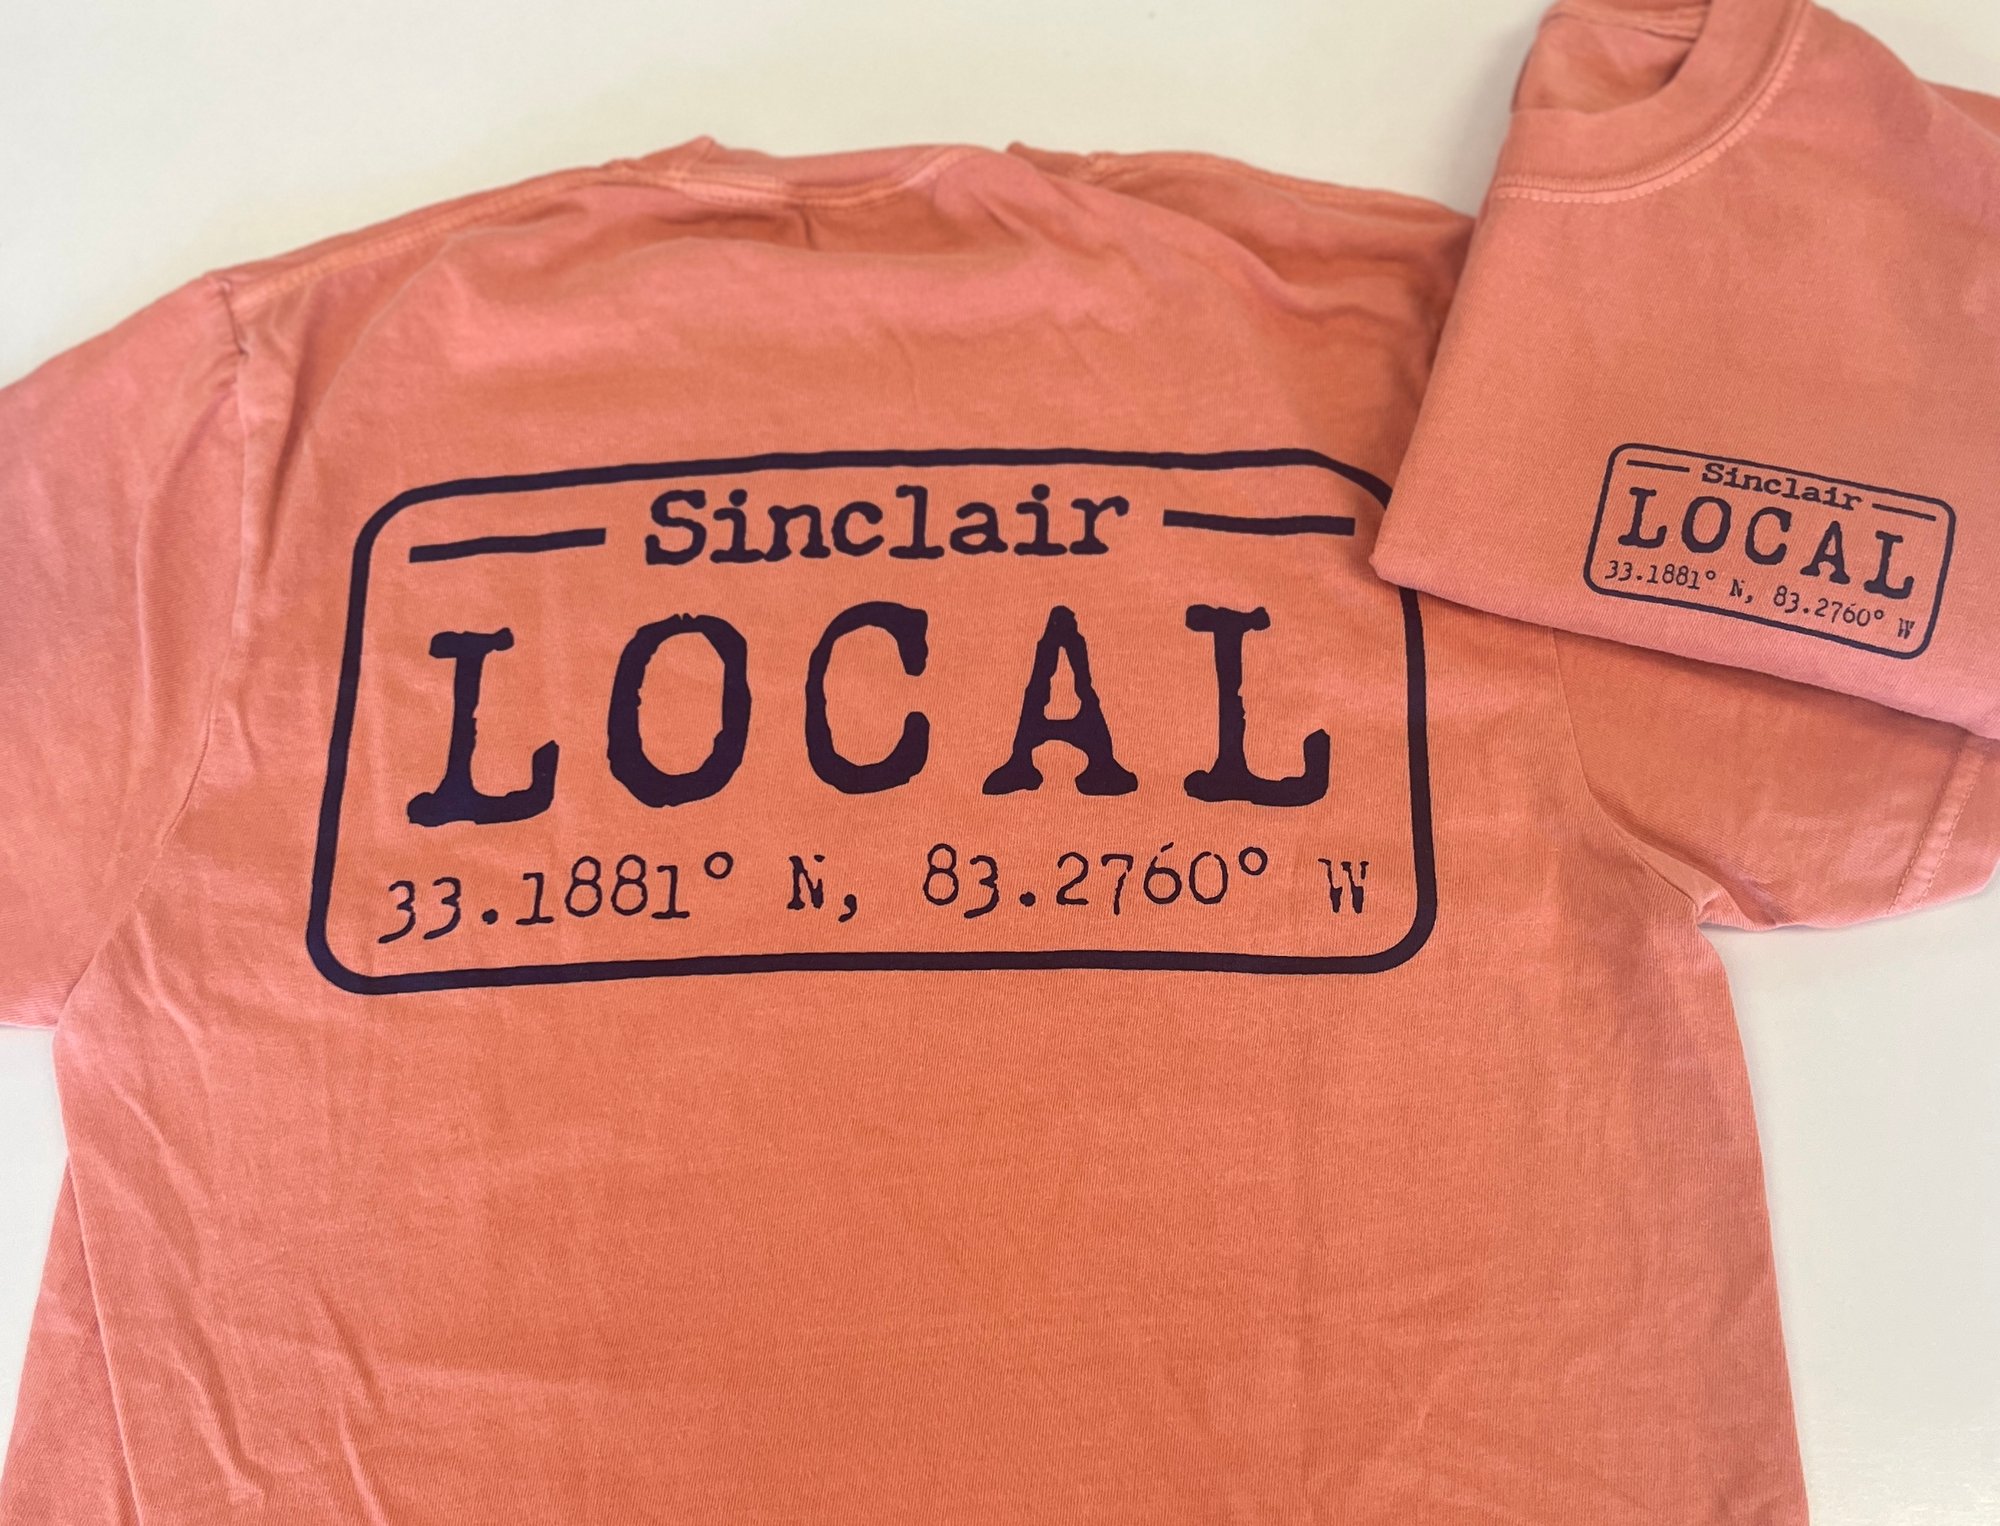 Sinclair
LOCAL
33.1881° N, 83.2760° W
Sinclair
LOCAL
33.1881° N, 83.2760° W